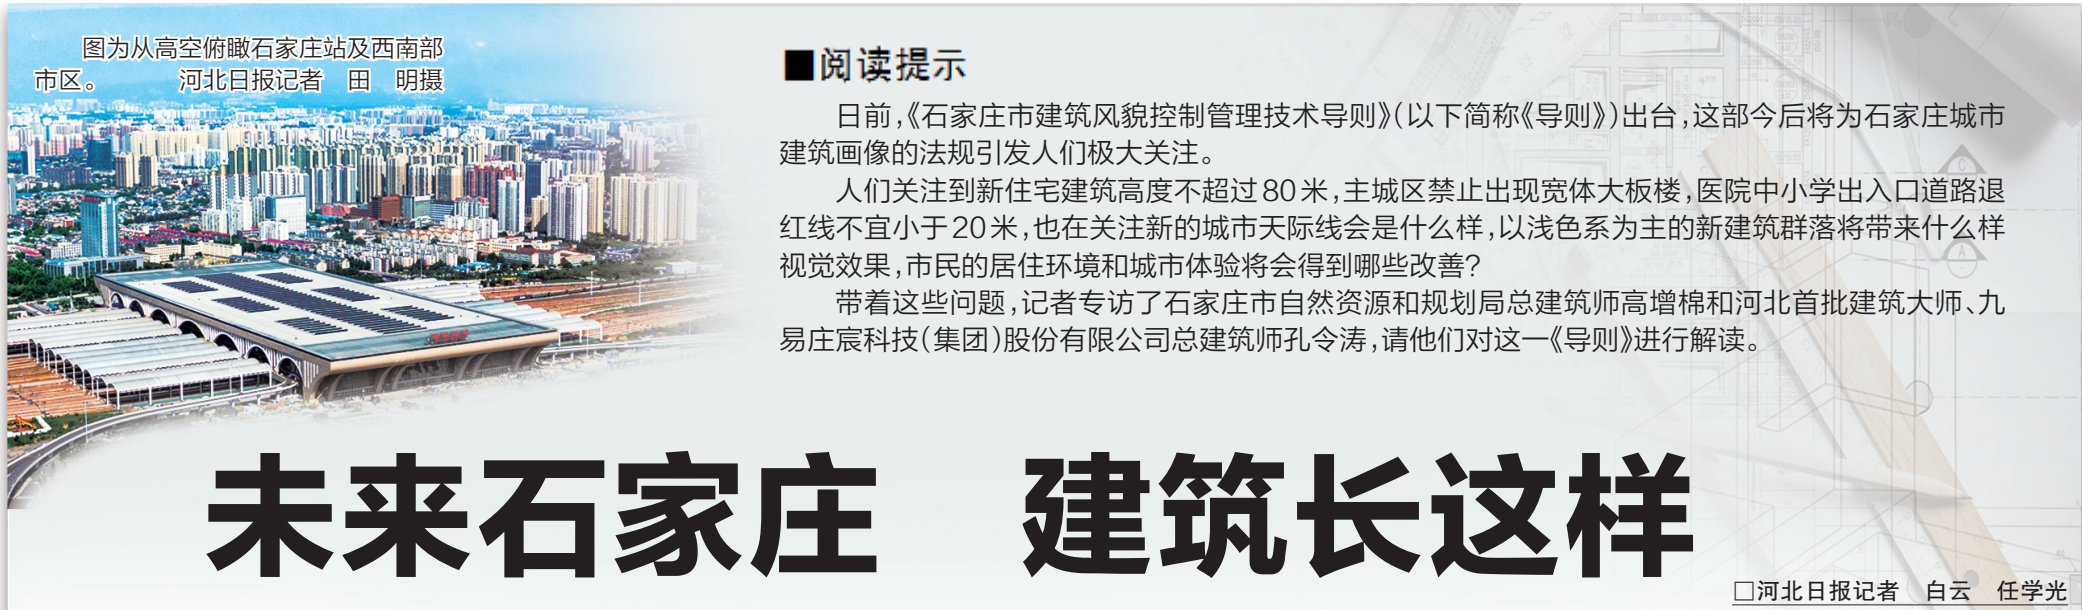 图为从高空俯瞰石家庄站及西南部
市区。 河北日报记者 田 明摄
■阅读提示
日前,《石家庄市建筑风貌控制管理技术导则》(以下简称《导则》)出台,这部今后将为石家庄城市
建筑画像的法规引发人们极大关注。
人们关注到新住宅建筑高度不超过80米,主城区禁止出现宽体大板楼,医院中小学出入口道路退
红线不宜小于20米,也在关注新的城市天际线会是什么样,以浅色系为主的新建筑群落将带来什么样
视觉效果,市民的居住环境和城市体验将会得到哪些改善?
带着这些问题,记者专访了石家庄市自然资源和规划局总建筑师高增棉和河北首批建筑大师、九
易庄宸科技(集团)股份有限公司总建筑师孔令涛,请他们对这一《导则》进行解读。
未来石家庄 建筑长这样
□河北日报记者 白云 任学光